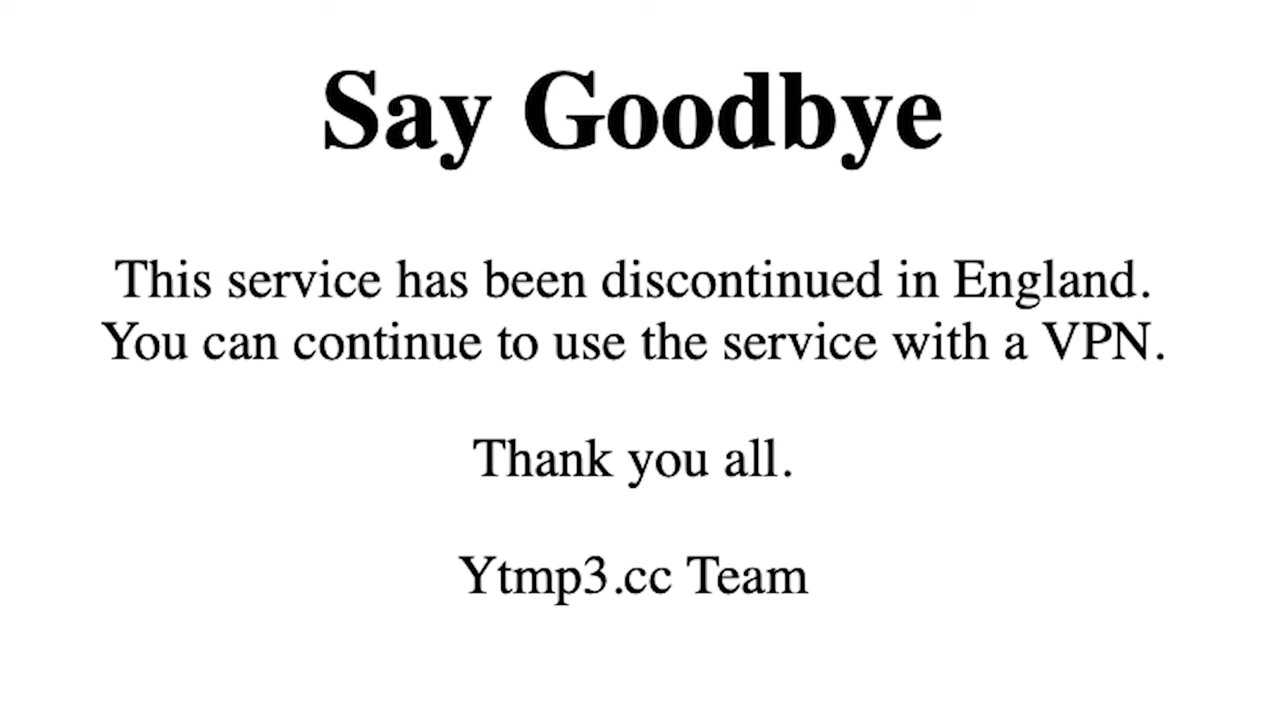 Say Goodbye
This service has been discontinued in England.
You can continue to use the service with a VPN.
Thank you all.
Ytmp3.cc Team